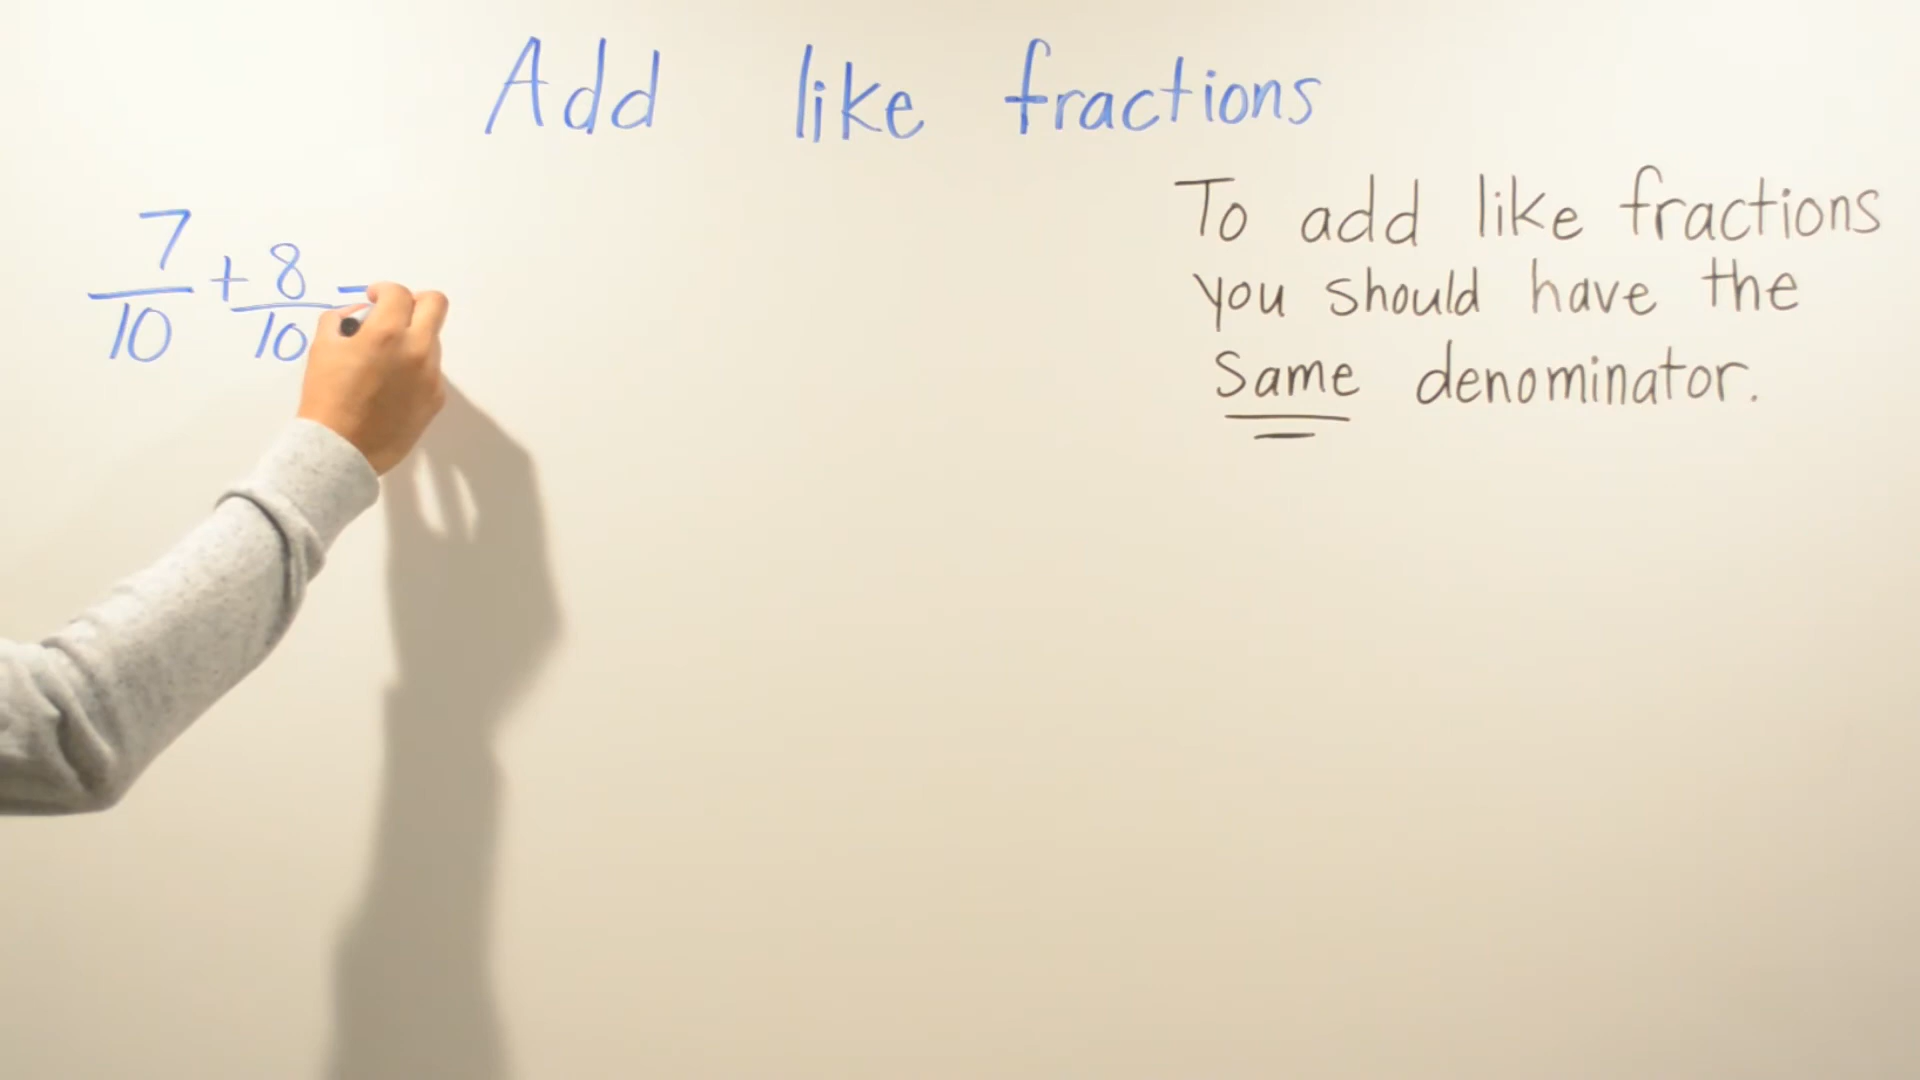 Add like fractions
To add like fractions
you should have the
same denominator.
7/10 + 8/10 =